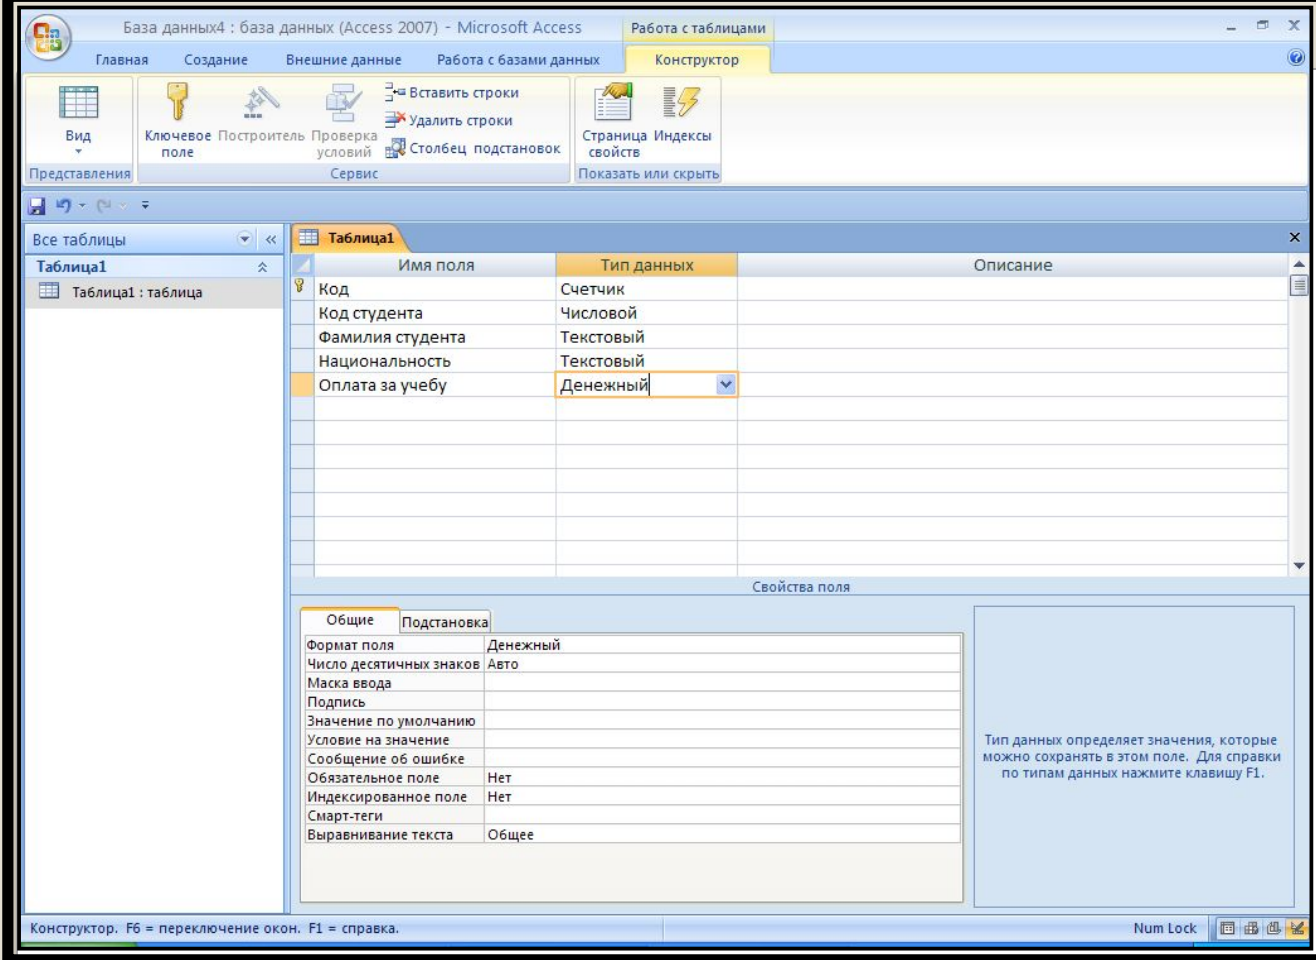 База данных4 : база данных (Access 2007) - Microsoft Access
Работа с таблицами
Главная
Создание
Внешние данные
Работа с базами данных
Конструктор
Вид
Ключевое поле
Построитель
Проверка условий
Вставить строки
Удалить строки
Столбец подстановок
Страница свойств
Индексы
Представления
Сервис
Показать или скрыть
Все таблицы
Таблица1
Таблица1
Таблица1 : таблица
Имя поля
Тип данных
Описание
Код
Счетчик
Код студента
Числовой
Фамилия студента
Текстовый
Национальность
Текстовый
Оплата за учебу
Денежный
Свойства поля
Общие
Подстановка
Формат поля
Денежный
Число десятичных знаков
Авто
Маска ввода
Подпись
Значение по умолчанию
Условие на значение
Сообщение об ошибке
Обязательное поле
Нет
Индексированное поле
Нет
Смарт-теги
Выравнивание текста
Общее
Тип данных определяет значения, которые
можно сохранять в этом поле. Для справки
по типам данных нажмите клавишу F1.
Конструктор. F6 = переключение окон. F1 = справка.
Num Lock